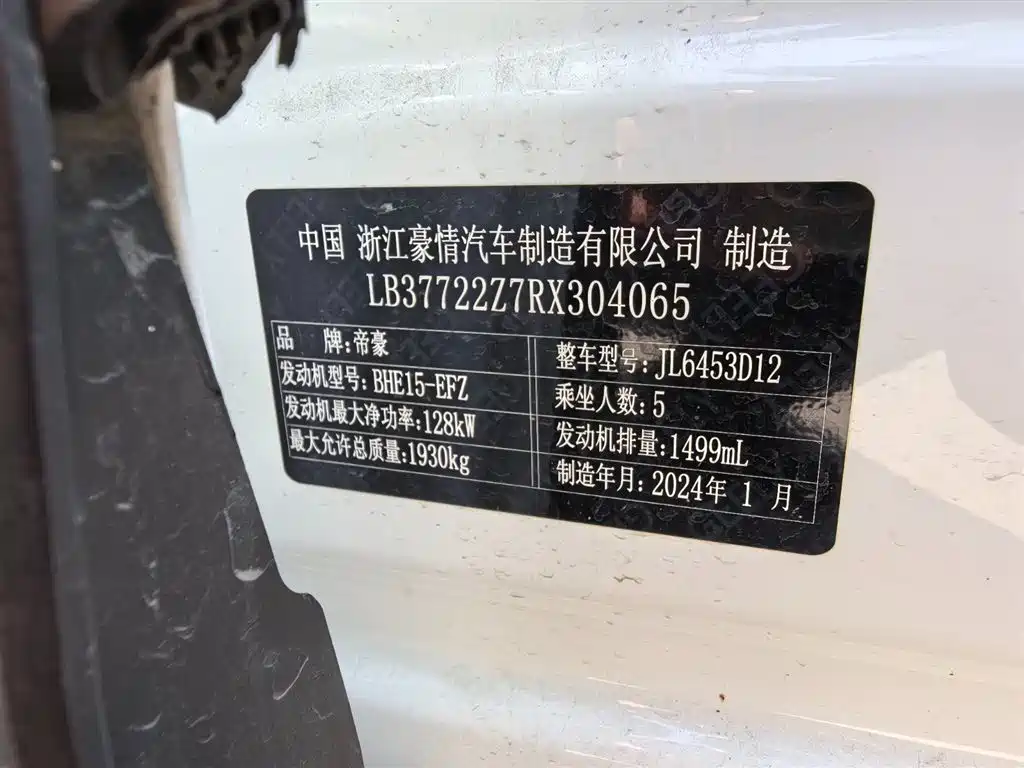 中国 浙江豪情汽车制造有限公司 制造
LB37722Z7RX304065
品 牌:帝豪
整车型号:JL6453D12
发动机型号:BHE15-EFZ
乘坐人数:5
发动机最大净功率:128kW
发动机排量:1499mL
最大允许总质量:1930kg
制造年月:2024年 1 月